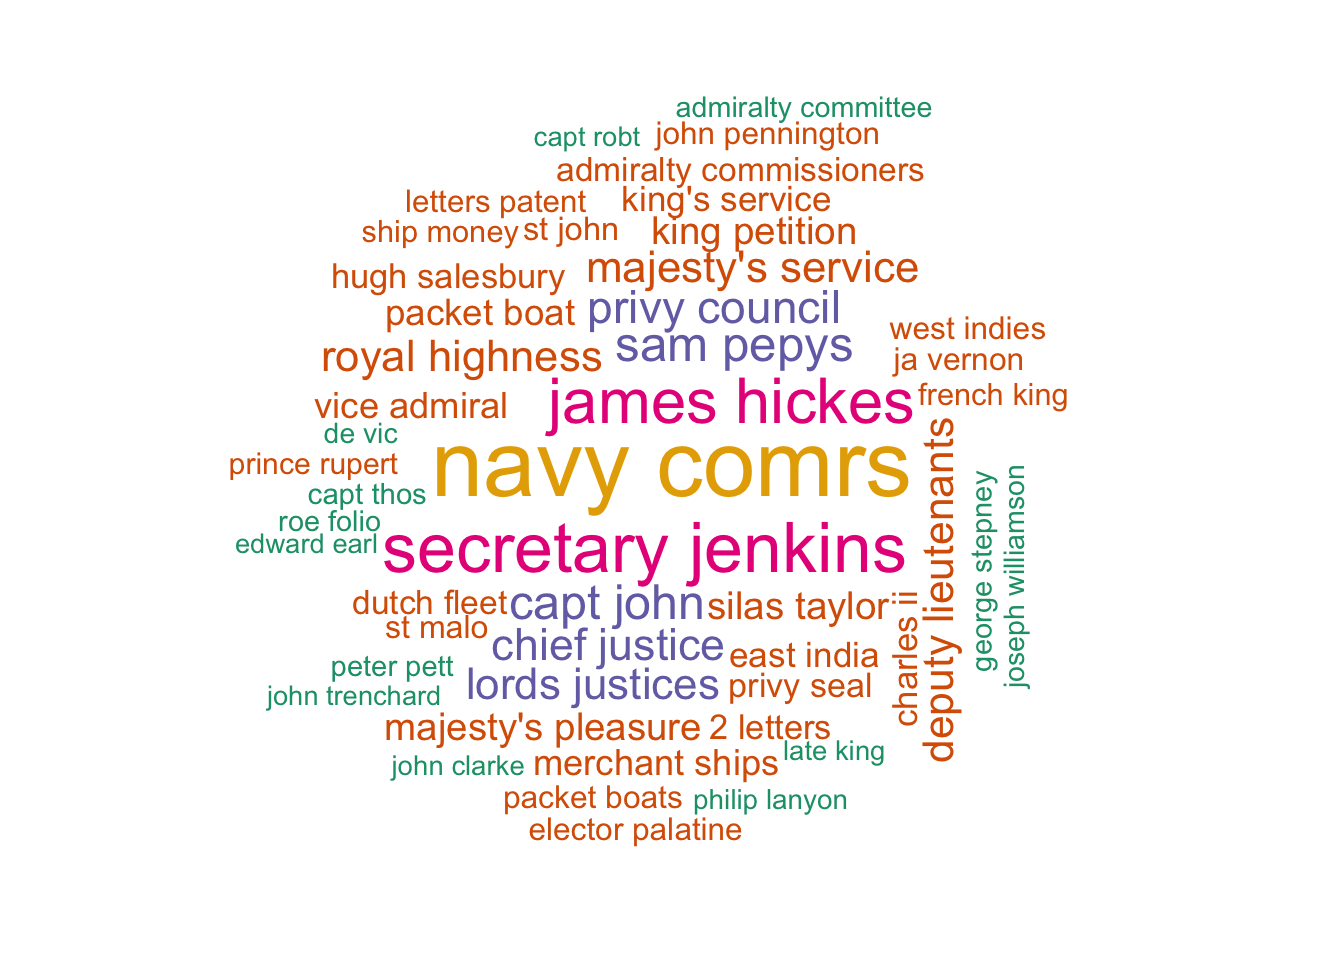 admiralty committee
capt robt
john pennington
admiralty commissioners
letters patent
king's service
ship money
st john
king petition
hugh salesbury
majesty's service
packet boat
privy council
royal highness
sam pepys
west indies
ja vernon
vice admiral
james hickes
french king
de vic
prince rupert
navy comrs
capt thos
roe folio
edward earl
secretary jenkins
deputy lieutenants
george stepney
joseph williamson
charles ii
dutch fleet
capt john
silas taylor
st malo
chief justice
east india
peter pett
john trenchard
lords justices
privy seal
majesty's pleasure
2 letters
john clarke
merchant ships
late king
packet boats
philip lanyon
elector palatine